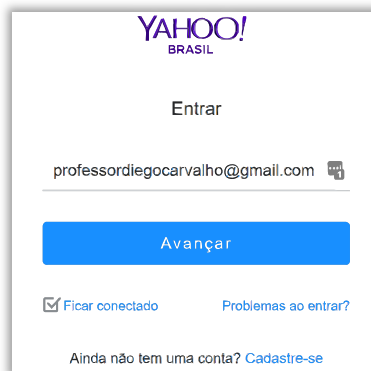 YAHOO!
BRASIL
Entrar
professordiegocarvalho@gmail.com
1
Avançar
Ficar conectado Problemas ao entrar?
Ainda não tem uma conta? Cadastre-se